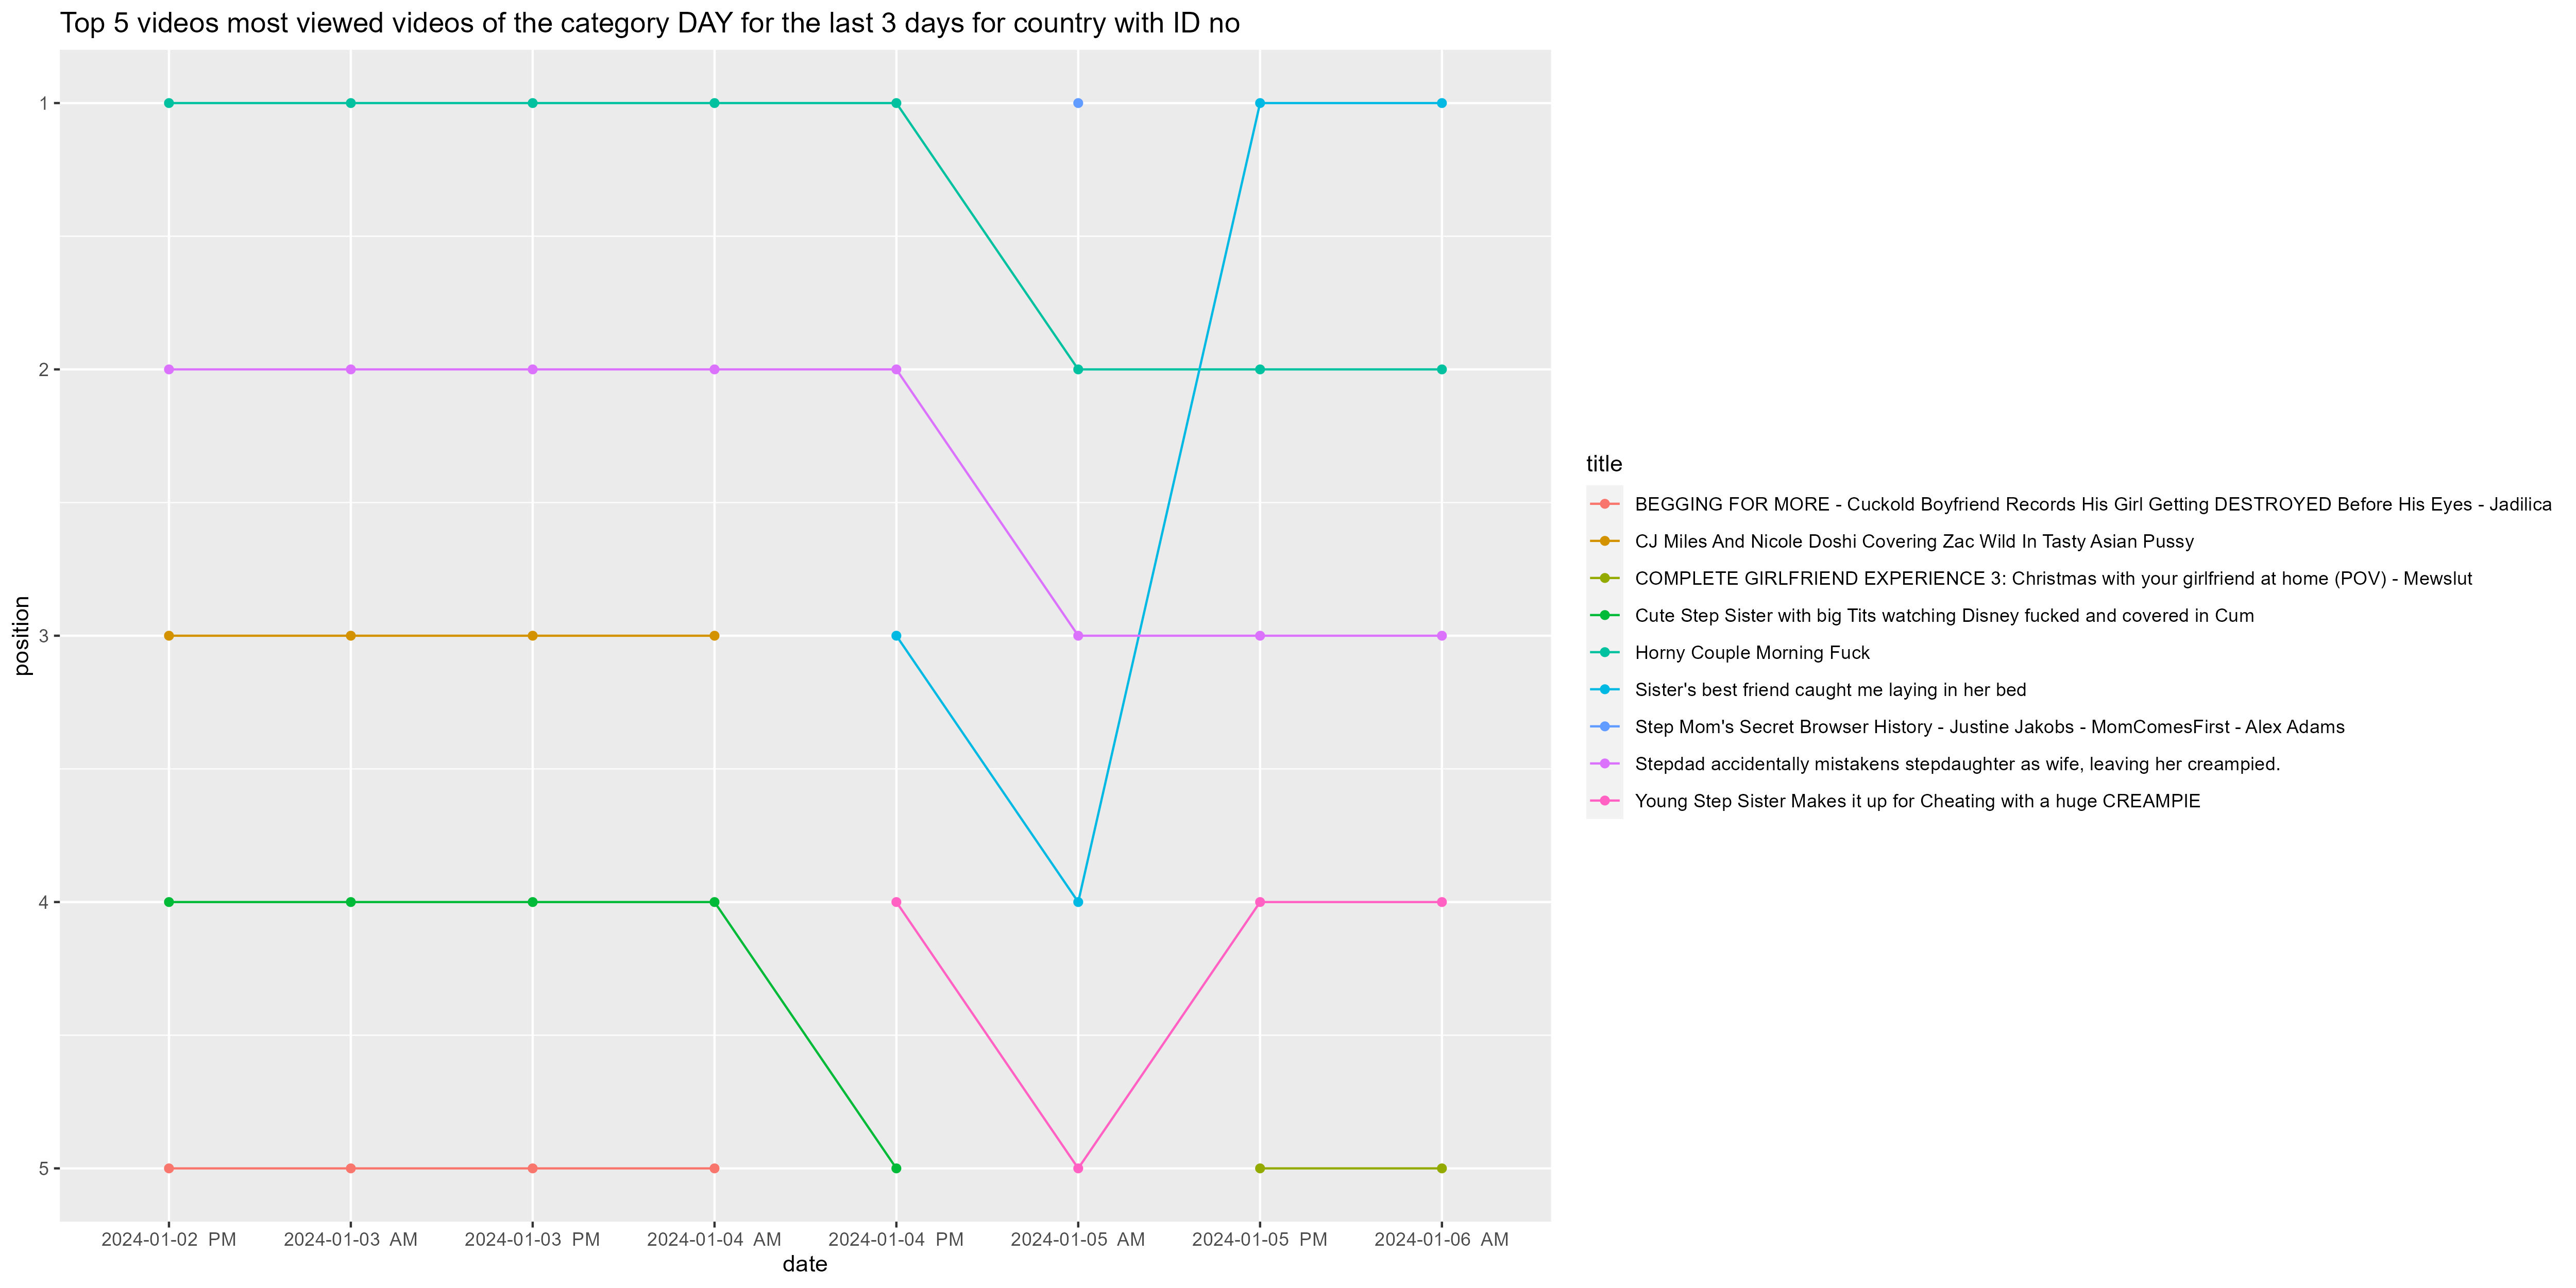 Top 5 videos most viewed videos of the category DAY for the last 3 days for country with ID no
position
1
2
3
4
5
2024-01-02 PM
2024-01-03 AM
2024-01-03 PM
2024-01-04 AM
2024-01-04 PM
2024-01-05 AM
2024-01-05 PM
2024-01-06 AM
date
title
BEGGING FOR MORE - Cuckold Boyfriend Records His Girl Getting DESTROYED Before His Eyes - Jadilica
CJ Miles And Nicole Doshi Covering Zac Wild In Tasty Asian Pussy
COMPLETE GIRLFRIEND EXPERIENCE 3: Christmas with your girlfriend at home (POV) - Mewslut
Cute Step Sister with big Tits watching Disney fucked and covered in Cum
Horny Couple Morning Fuck
Sister's best friend caught me laying in her bed
Step Mom's Secret Browser History - Justine Jakobs - MomComesFirst - Alex Adams
Stepdad accidentally mistakens stepdaughter as wife, leaving her creampied.
Young Step Sister Makes it up for Cheating with a huge CREAMPIE